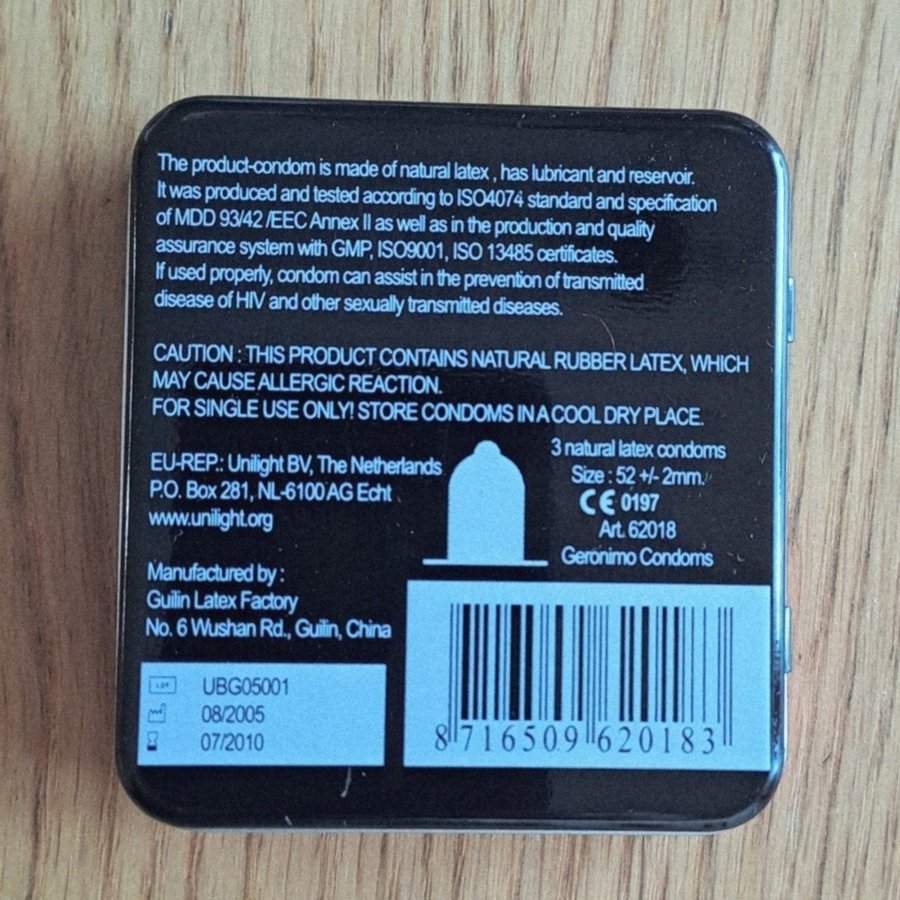 The product-condom is made of natural latex , has lubricant and reservoir.
It was produced and tested according to ISO4074 standard and specification
of MDD 93/42 /EEC Annex II as well as in the production and quality
assurance system with GMP, ISO9001, ISO 13485 certificates.
If used properly, condom can assist in the prevention of transmitted
disease of HIV and other sexually transmitted diseases.
CAUTION : THIS PRODUCT CONTAINS NATURAL RUBBER LATEX, WHICH
MAY CAUSE ALLERGIC REACTION.
FOR SINGLE USE ONLY! STORE CONDOMS IN A COOL DRY PLACE.
EU-REP.: Unilight BV, The Netherlands
P.O. Box 281, NL-6100 AG Echt
www.unilight.org
3 natural latex condoms
Size : 52 +/- 2mm.
CE 0197
Art. 62018
Geronimo Condoms
Manufactured by :
Guilin Latex Factory
No. 6 Wushan Rd., Guilin, China
LOT UBG05001
08/2005
07/2010
8 716509 620183